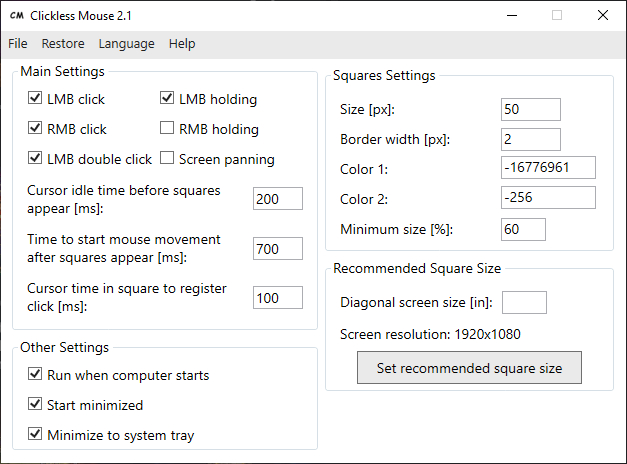 CM Clickless Mouse 2.1
File Restore Language Help
Main Settings
LMB click LMB holding
RMB click RMB holding
LMB double click Screen panning
Cursor idle time before squares
appear [ms]: 200
Time to start mouse movement
after squares appear [ms]: 700
Cursor time in square to register
click [ms]: 100
Other Settings
Run when computer starts
Start minimized
Minimize to system tray
Squares Settings
Size [px]: 50
Border width [px]: 2
Color 1: -16776961
Color 2: -256
Minimum size [%]: 60
Recommended Square Size
Diagonal screen size [in]:
Screen resolution: 1920x1080
Set recommended square size